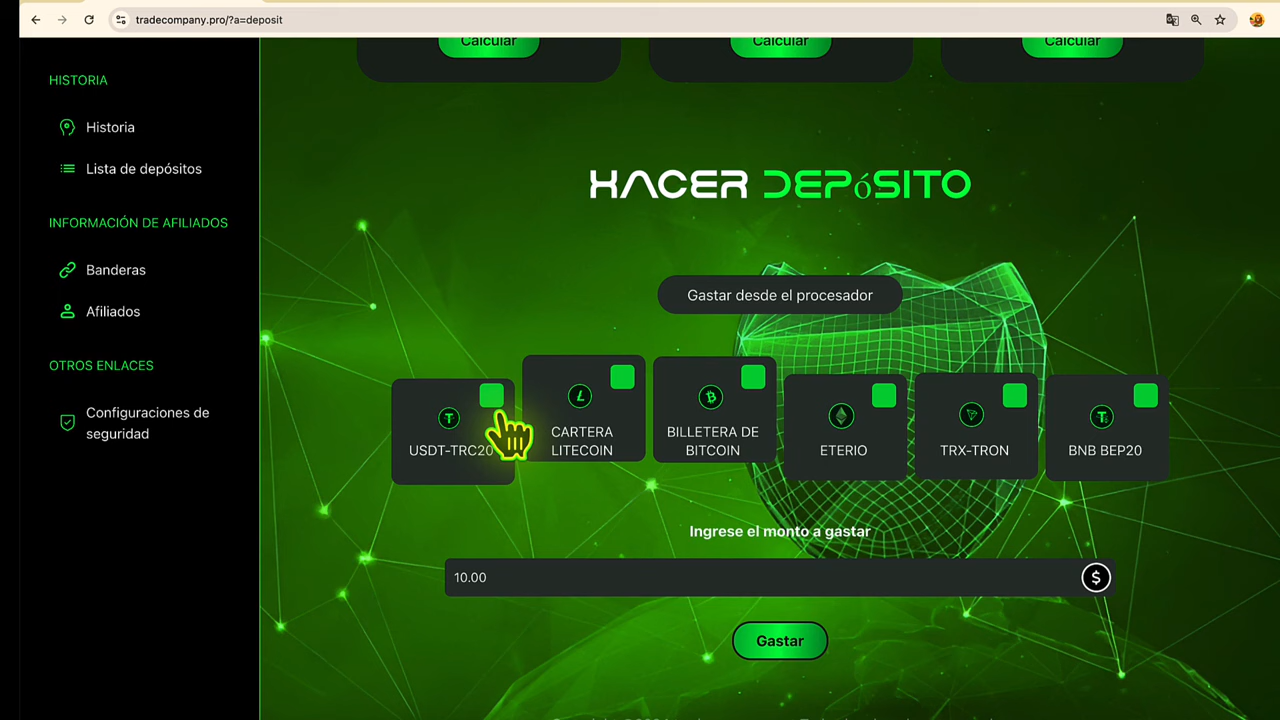 tradecompany.pro/?a=deposit
Calcular
Calcular
Calcular
HISTORIA
Historia
Lista de depósitos
INFORMACIÓN DE AFILIADOS
Banderas
Afiliados
OTROS ENLACES
Configuraciones de
seguridad
HACER DEPóSITO
Gastar desde el procesador
USDT-TRC20
CARTERA
LITECOIN
BILLETERA DE
BITCOIN
ETERIO
TRX-TRON
BNB BEP20
Ingrese el monto a gastar
10.00
$
Gastar